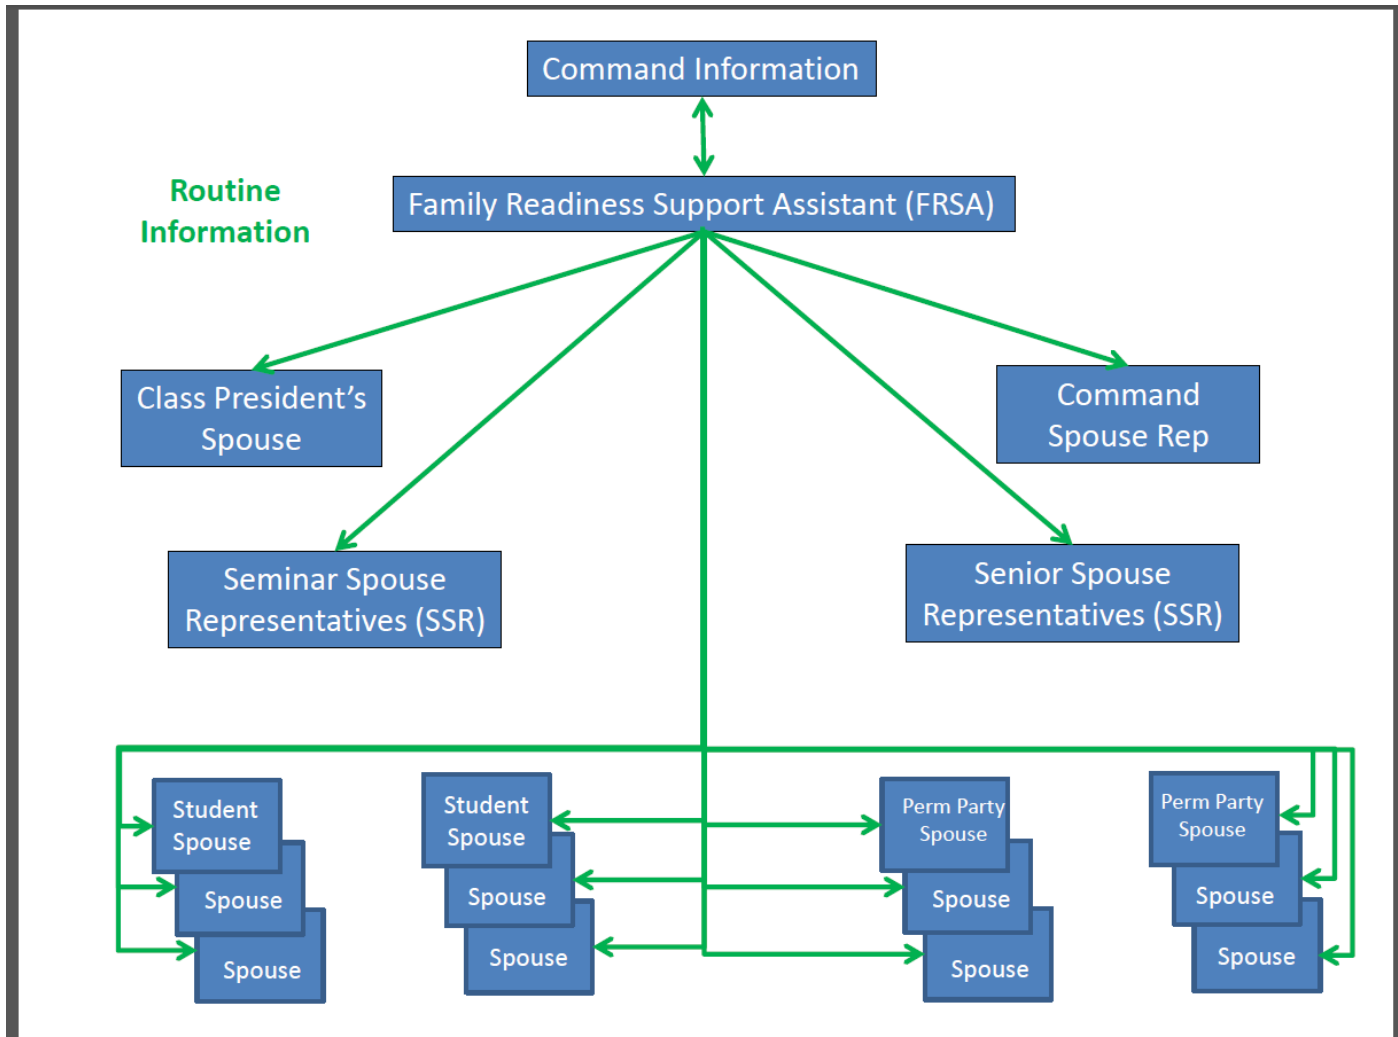 Command Information
Routine
Information
Family Readiness Support Assistant (FRSA)
Class President’s
Spouse
Command
Spouse Rep
Seminar Spouse
Representatives (SSR)
Senior Spouse
Representatives (SSR)
Student
Spouse
Spouse
Spouse
Student
Spouse
Spouse
Spouse
Perm Party
Spouse
Spouse
Spouse
Perm Party
Spouse
Spouse
Spouse